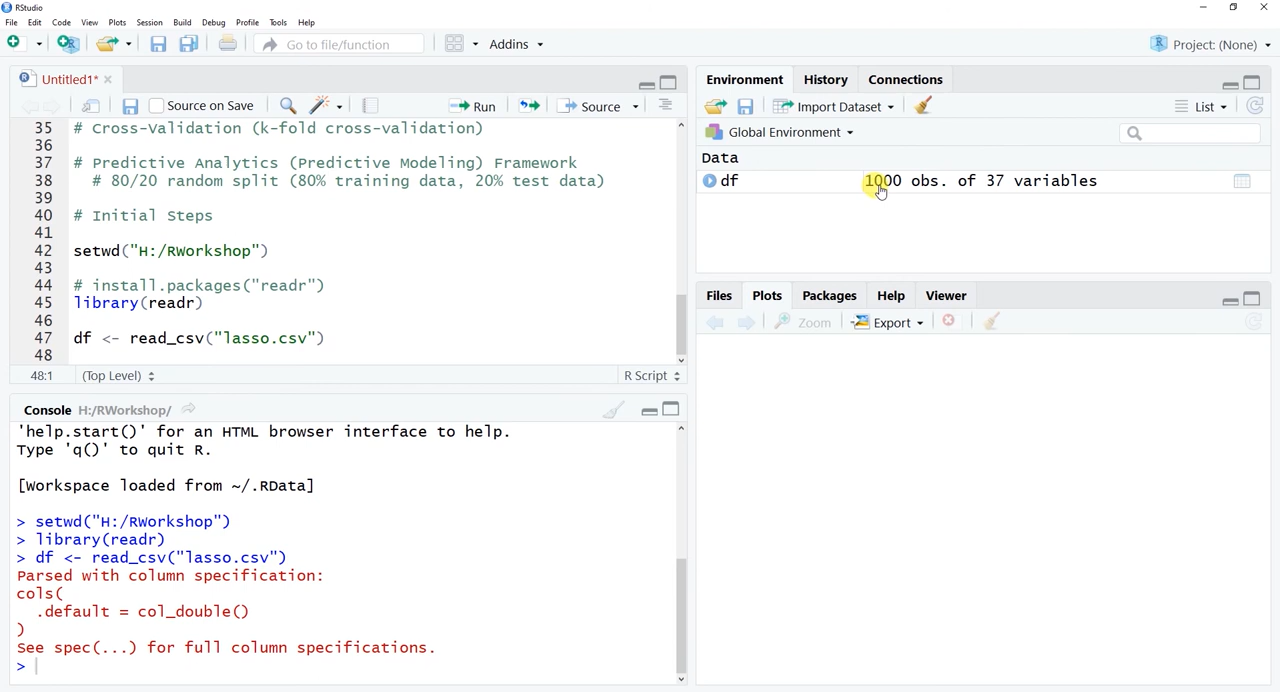 RStudio
File Edit Code View Plots Session Build Debug Profile Tools Help
Go to file/function Addins Project: (None)
Untitled1*
Source on Save Run Source
35 # Cross-Validation (k-fold cross-validation)
36
37 # Predictive Analytics (Predictive Modeling) Framework
38 # 80/20 random split (80% training data, 20% test data)
39
40 # Initial Steps
41
42 setwd("H:/RWorkshop")
43
44 # install.packages("readr")
45 library(readr)
46
47 df <- read_csv("lasso.csv")
48
48:1 (Top Level) R Script
Console H:/RWorkshop/
'help.start()' for an HTML browser interface to help.
Type 'q()' to quit R.
[Workspace loaded from ~/.RData]
> setwd("H:/RWorkshop")
> library(readr)
> df <- read_csv("lasso.csv")
Parsed with column specification:
cols(
.default = col_double()
)
See spec(...) for full column specifications.
>
Environment History Connections
Import Dataset List
Global Environment
Data
df 1000 obs. of 37 variables
Files Plots Packages Help Viewer
Zoom Export